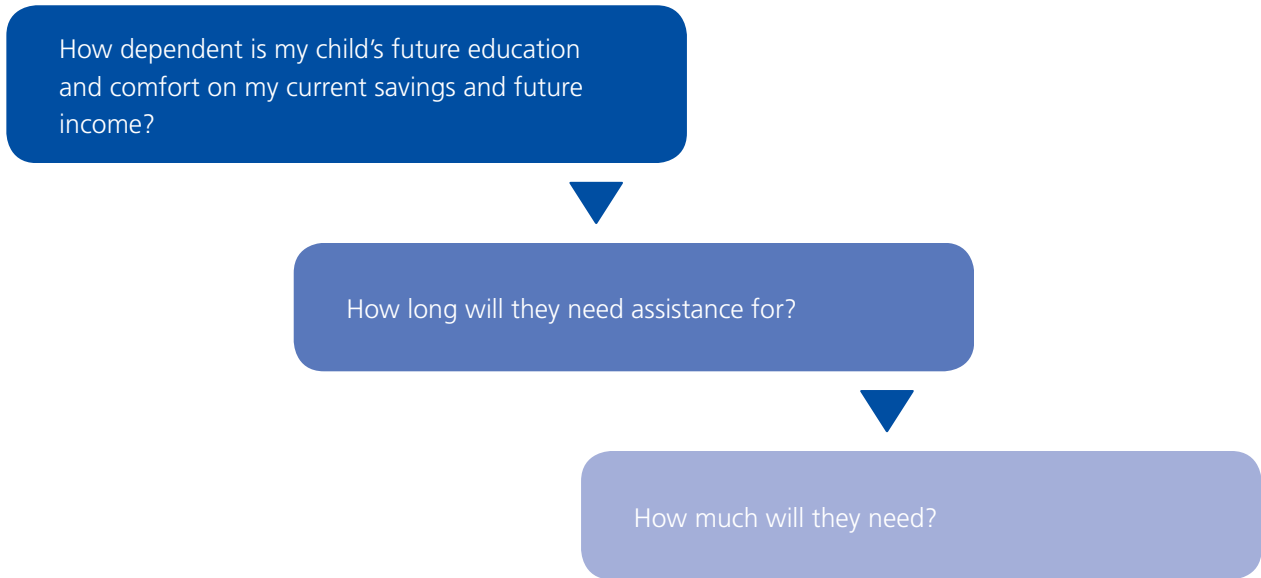 How dependent is my child’s future education
and comfort on my current savings and future
income?
How long will they need assistance for?
How much will they need?